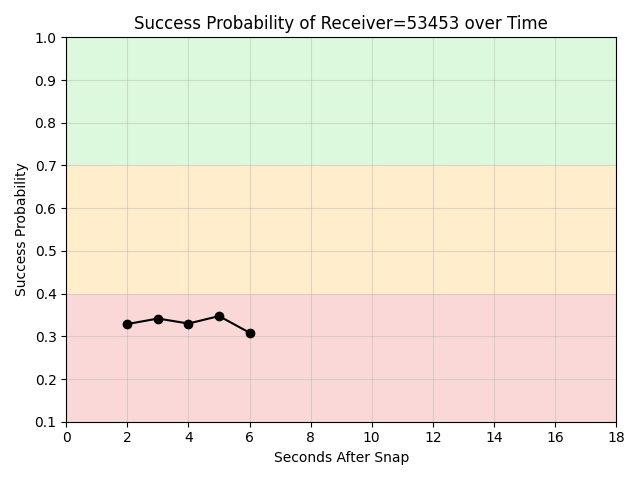 Success Probability of Receiver=53453 over Time
1.0
0.9
0.8
0.7
0.6
0.5
0.4
0.3
0.2
0.1
Success Probability
0 2 4 6 8 10 12 14 16 18
Seconds After Snap